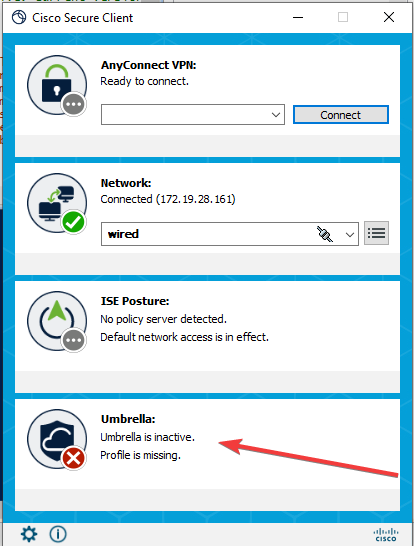 Cisco Secure Client
AnyConnect VPN:
Ready to connect.
Connect
Network:
Connected (172.19.28.161)
wired
ISE Posture:
No policy server detected.
Default network access is in effect.
Umbrella:
Umbrella is inactive.
Profile is missing.
cisco